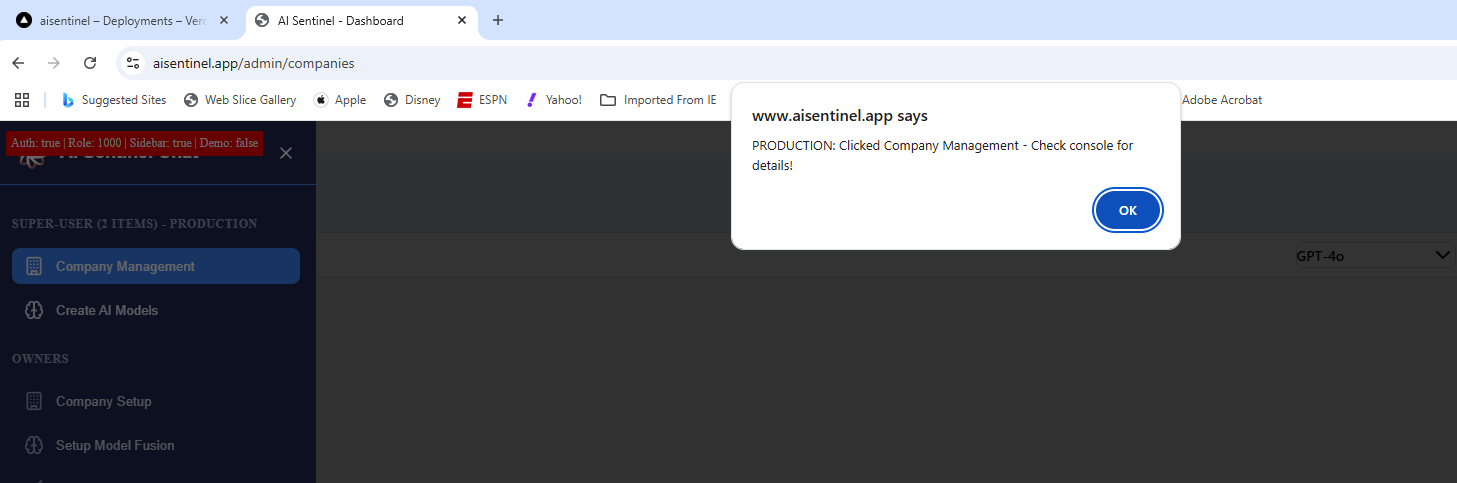 aisentinel – Deployments – Verc
AI Sentinel - Dashboard
aisentinel.app/admin/companies
Suggested Sites
Web Slice Gallery
Apple
Disney
ESPN
Yahoo!
Imported From IE
Adobe Acrobat
www.aisentinel.app says
PRODUCTION: Clicked Company Management - Check console for
details!
OK
Auth: true | Role: 1000 | Sidebar: true | Demo: false
AI Sentinel Chat
SUPER-USER (2 ITEMS) - PRODUCTION
Company Management
GPT-4o
Create AI Models
OWNERS
Company Setup
Setup Model Fusion